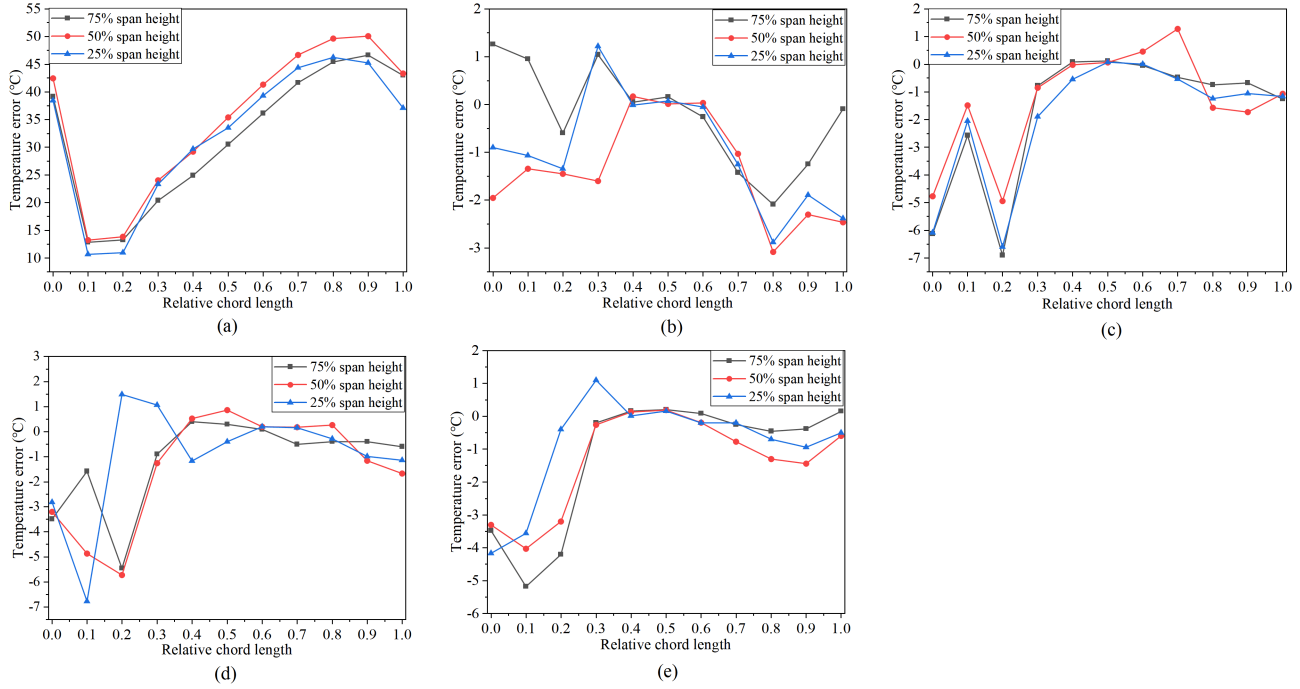 75% span height
50% span height
25% span height
Temperature error (°C)
55
50
45
40
35
30
25
20
15
10
0.0 0.1 0.2 0.3 0.4 0.5 0.6 0.7 0.8 0.9 1.0
Relative chord length
(a)
75% span height
50% span height
25% span height
Temperature error (°C)
2
1
0
-1
-2
-3
0.0 0.1 0.2 0.3 0.4 0.5 0.6 0.7 0.8 0.9 1.0
Relative chord length
(b)
75% span height
50% span height
25% span height
Temperature error (°C)
2
1
0
-1
-2
-3
-4
-5
-6
-7
0.0 0.1 0.2 0.3 0.4 0.5 0.6 0.7 0.8 0.9 1.0
Relative chord length
(c)
75% span height
50% span height
25% span height
Temperature error (°C)
3
2
1
0
-1
-2
-3
-4
-5
-6
-7
0.0 0.1 0.2 0.3 0.4 0.5 0.6 0.7 0.8 0.9 1.0
Relative chord length
(d)
75% span height
50% span height
25% span height
Temperature error (°C)
2
1
0
-1
-2
-3
-4
-5
-6
0.0 0.1 0.2 0.3 0.4 0.5 0.6 0.7 0.8 0.9 1.0
Relative chord length
(e)